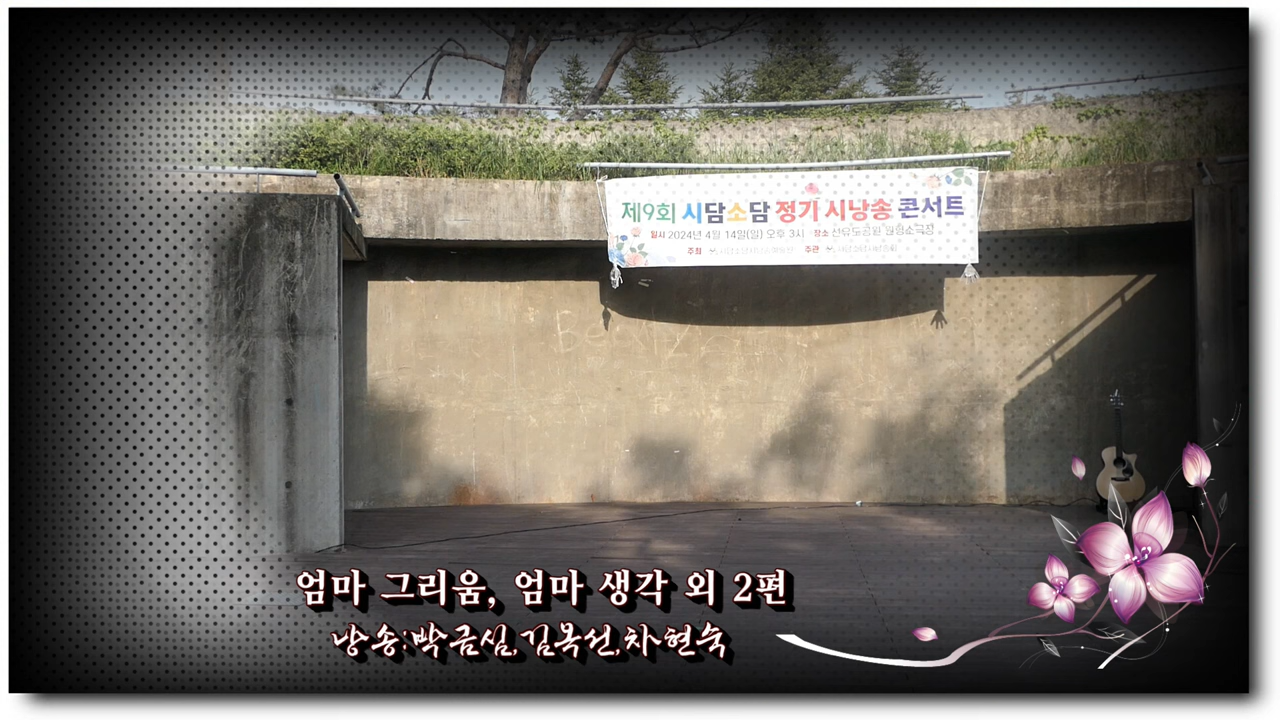 제9회 시담소담 정기 시낭송 콘서트
일시 2024년 4월 14일(일) 오후 3시 장소 선유도공원 원형소극장
주최 주관
엄마 그리움, 엄마 생각 외 2편
낭송:박금심,김목선,차현숙